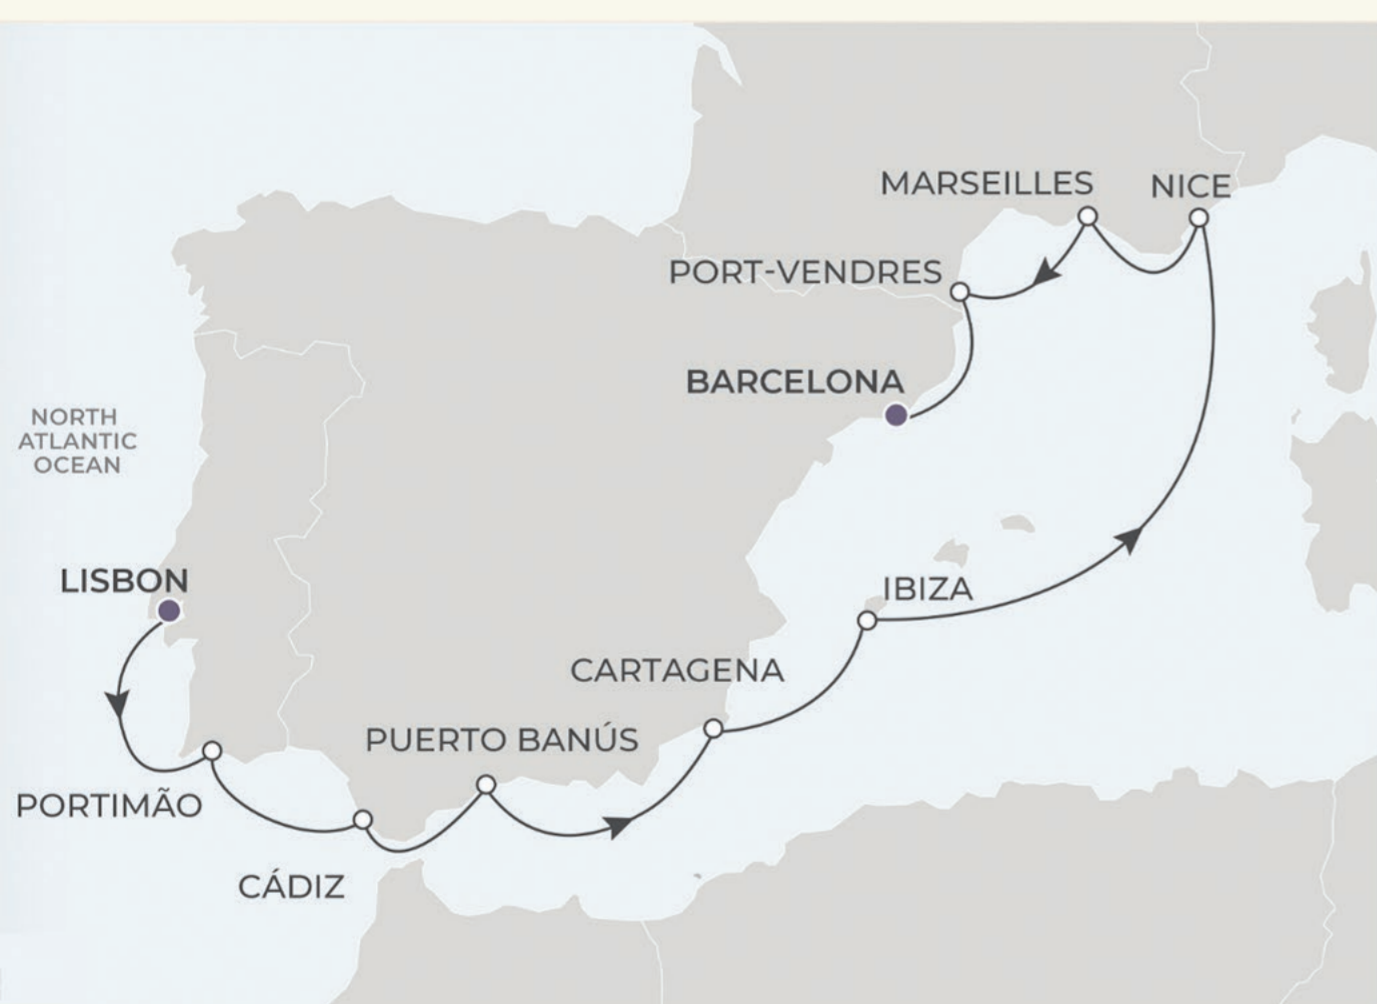 MARSEILLES
NICE
PORT-VENDRES
BARCELONA
NORTH
ATLANTIC
OCEAN
LISBON
IBIZA
CARTAGENA
PUERTO BANÚS
PORTIMÃO
CÁDIZ